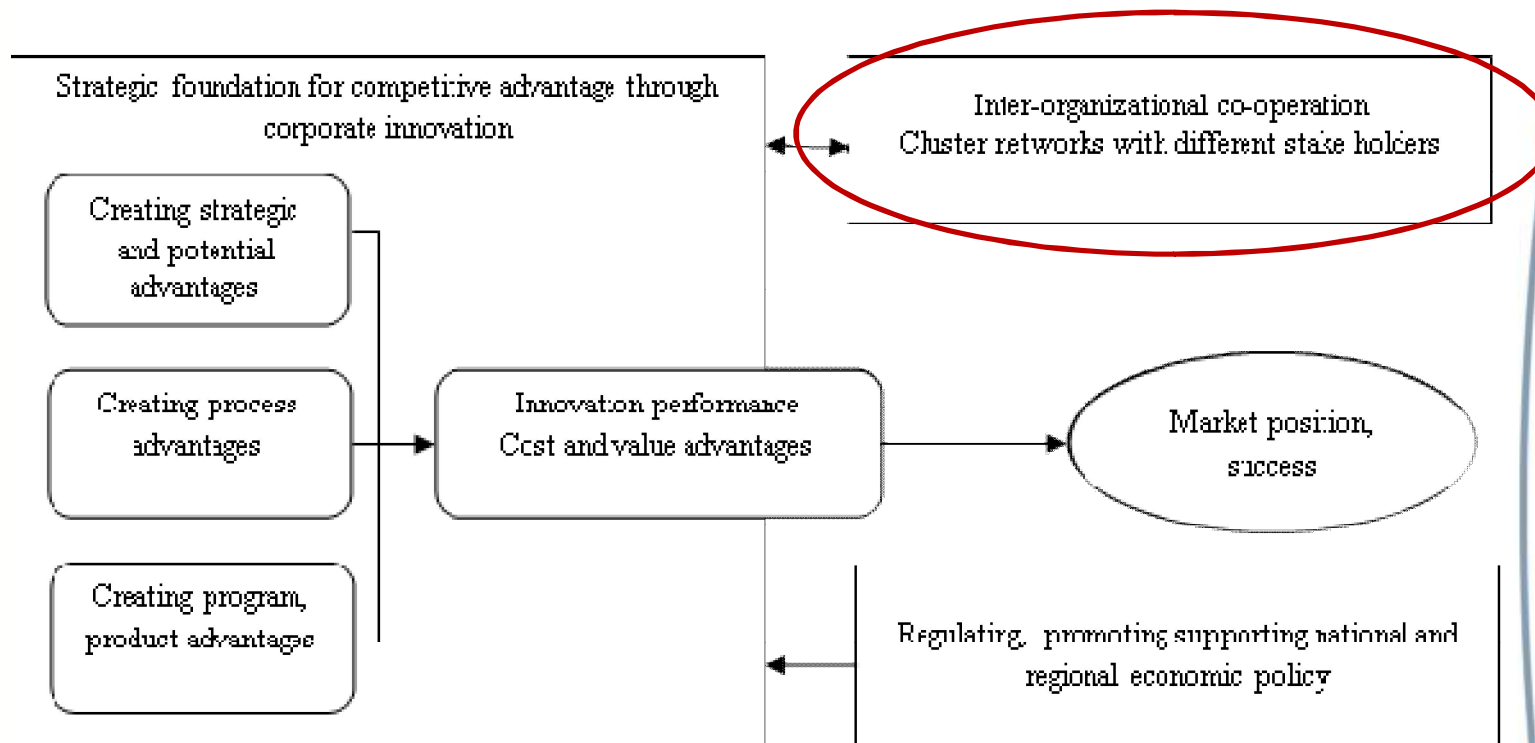 Strategic foundation for competitive advantage through
corporate innovation
Inter-organizational co-operation
Cluster networks with different stake holders
Creating strategic
and potential
advantages
Creating process
advantages
Innovation performance
Cost and value advantages
Market position,
success
Creating program,
product advantages
Regulating, promoting supporting national and
regional economic policy